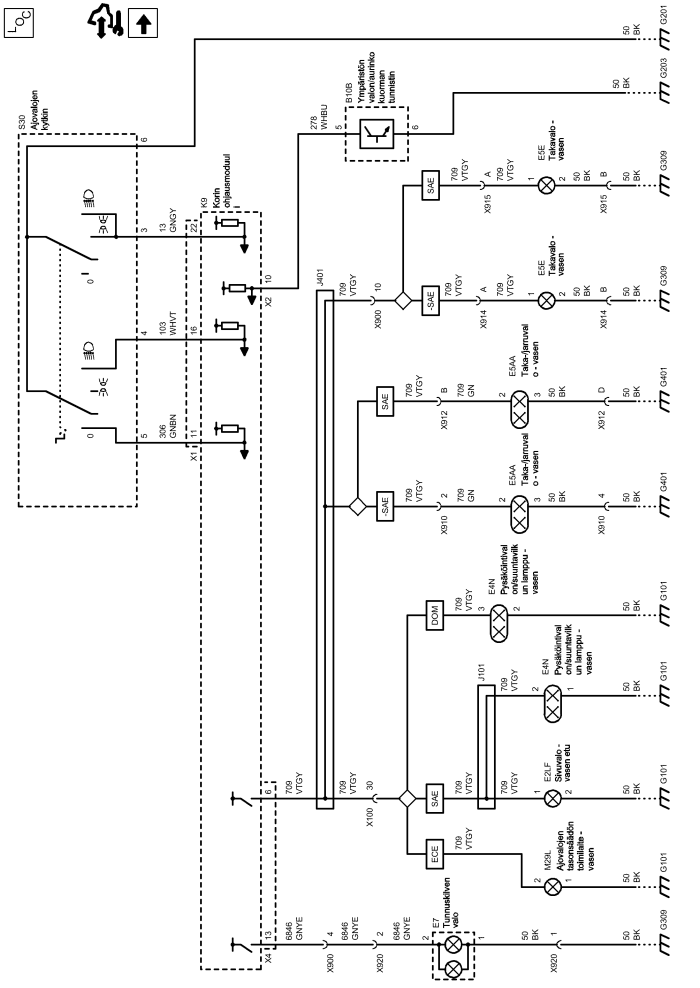 LOC
S30
Ajovalojen
kytkin
6
3
13
GNGY
22
0
4
103
WHVT
16
0
5
306
GNBN
11
X1
K9
Korin
ohjausmoduul
i
10
X2
278
WHBU
5
B10B
Ympäristön
valon/aurinko
kuorman
tunnistin
6
50
BK
G201
50
BK
G203
J401
709
VTGY
10
X900
SAE
709
VTGY
A
X915
709
VTGY
1
E5E
Takavalo -
vasen
2
50
BK
B
X915
50
BK
G309
-SAE
709
VTGY
A
X914
709
VTGY
1
E5E
Takavalo -
vasen
2
50
BK
B
X914
50
BK
G309
SAE
709
VTGY
B
X912
709
GN
2
E5AA
Taka-/jarruval
o - vasen
3
50
BK
D
X912
50
BK
G401
-SAE
709
VTGY
2
X910
709
GN
2
E5AA
Taka-/jarruval
o - vasen
3
50
BK
4
X910
50
BK
G401
DOM
709
VTGY
3
E4N
Pysäköintival
on/suuntavilk
un lamppu -
vasen
2
50
BK
G101
J101
709
VTGY
2
E4N
Pysäköintival
on/suuntavilk
un lamppu -
vasen
1
50
BK
G101
6
709
VTGY
709
VTGY
30
X100
SAE
709
VTGY
709
VTGY
1
E2LF
Sivuvalo -
vasen etu
2
50
BK
G101
ECE
709
VTGY
2
M29L
Ajovalojen
tasonsäädön
toimilaite -
vasen
1
50
BK
G101
X4
13
6846
GNYE
4
X900
6846
GNYE
2
X920
6846
GNYE
2
E7
Tunnuskilven
valo
1
50
BK
1
X920
50
BK
G309